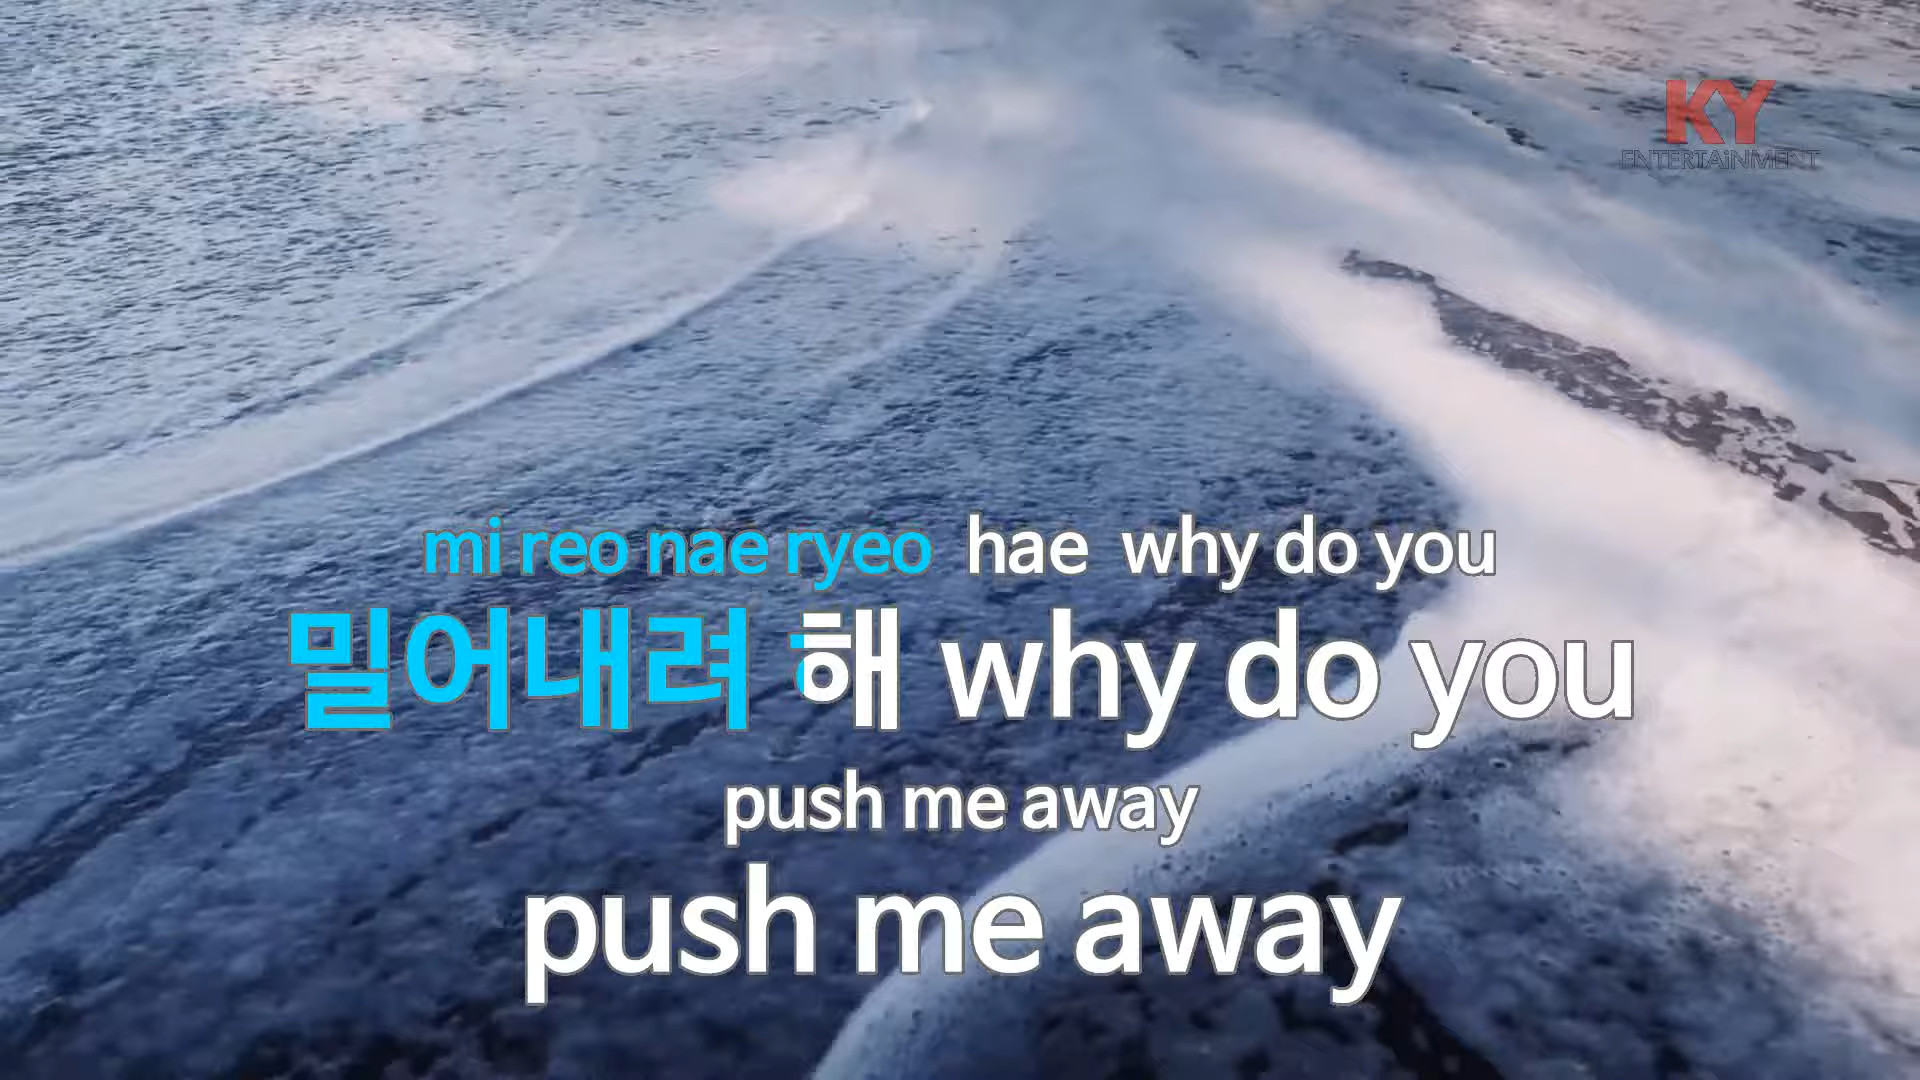 KY
ENTERTAiNMENT
mi reo nae ryeo hae why do you
밀어내려 해 why do you
push me away
push me away